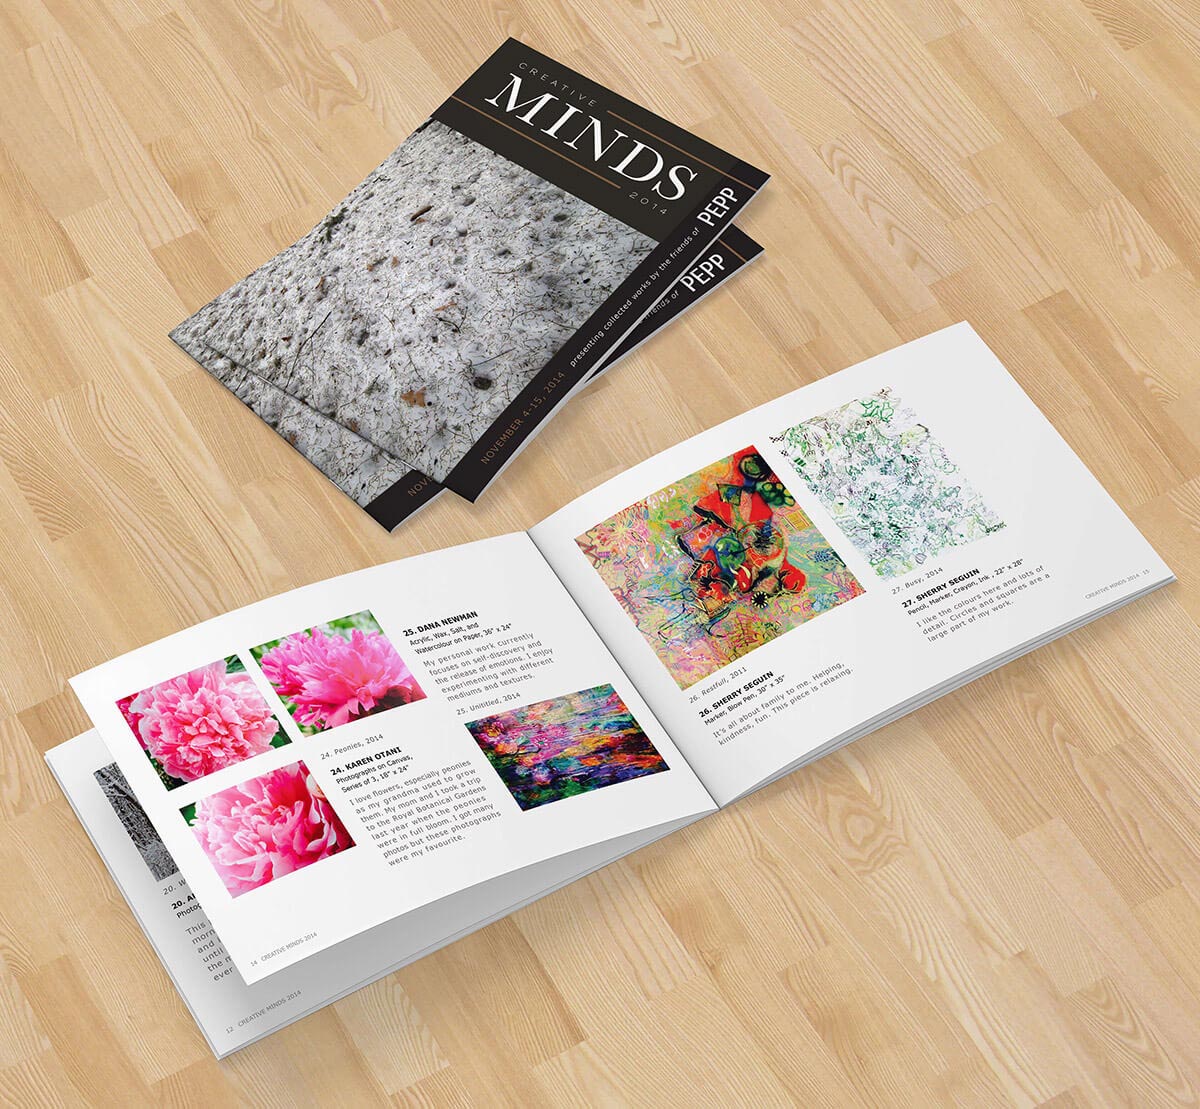 CREATIVE
MINDS
2014
NOVEMBER 4-15, 2014 presenting collected works by the friends of PEPP
friends of PEPP
25. DANA NEWMAN
Acrylic, Wax, Salt, and
Watercolour on Paper, 36" x 24"
My personal work currently
focuses on self-discovery and
the release of emotions. I enjoy
experimenting with different
mediums and textures.
25. Untitled, 2014
24. Peonies, 2014
24. KAREN OTANI
Photographs on Canvas,
Series of 3, 18" x 24"
I love flowers, especially peonies
as my grandma used to grow
them. My mom and I took a trip
to the Royal Botanical Gardens
last year when the peonies
were in full bloom. I got many
photos but these photographs
were my favourite.
14 CREATIVE MINDS 2014
20.
20.
This
and
until
the
ever
12 CREATIVE MINDS 2014
26. Restfull, 2011
26. SHERRY SEGUIN
Marker, Blow Pen, 30" x 35"
It's all about family to me. Helping,
kindness, fun. This piece is relaxing.
27. Busy, 2014
27. SHERRY SEGUIN
Pencil, Marker, Crayon, Ink , 22" x 28"
I like the colours here and lots of
detail. Circles and squares are a
large part of my work.
CREATIVE MINDS 2014 15